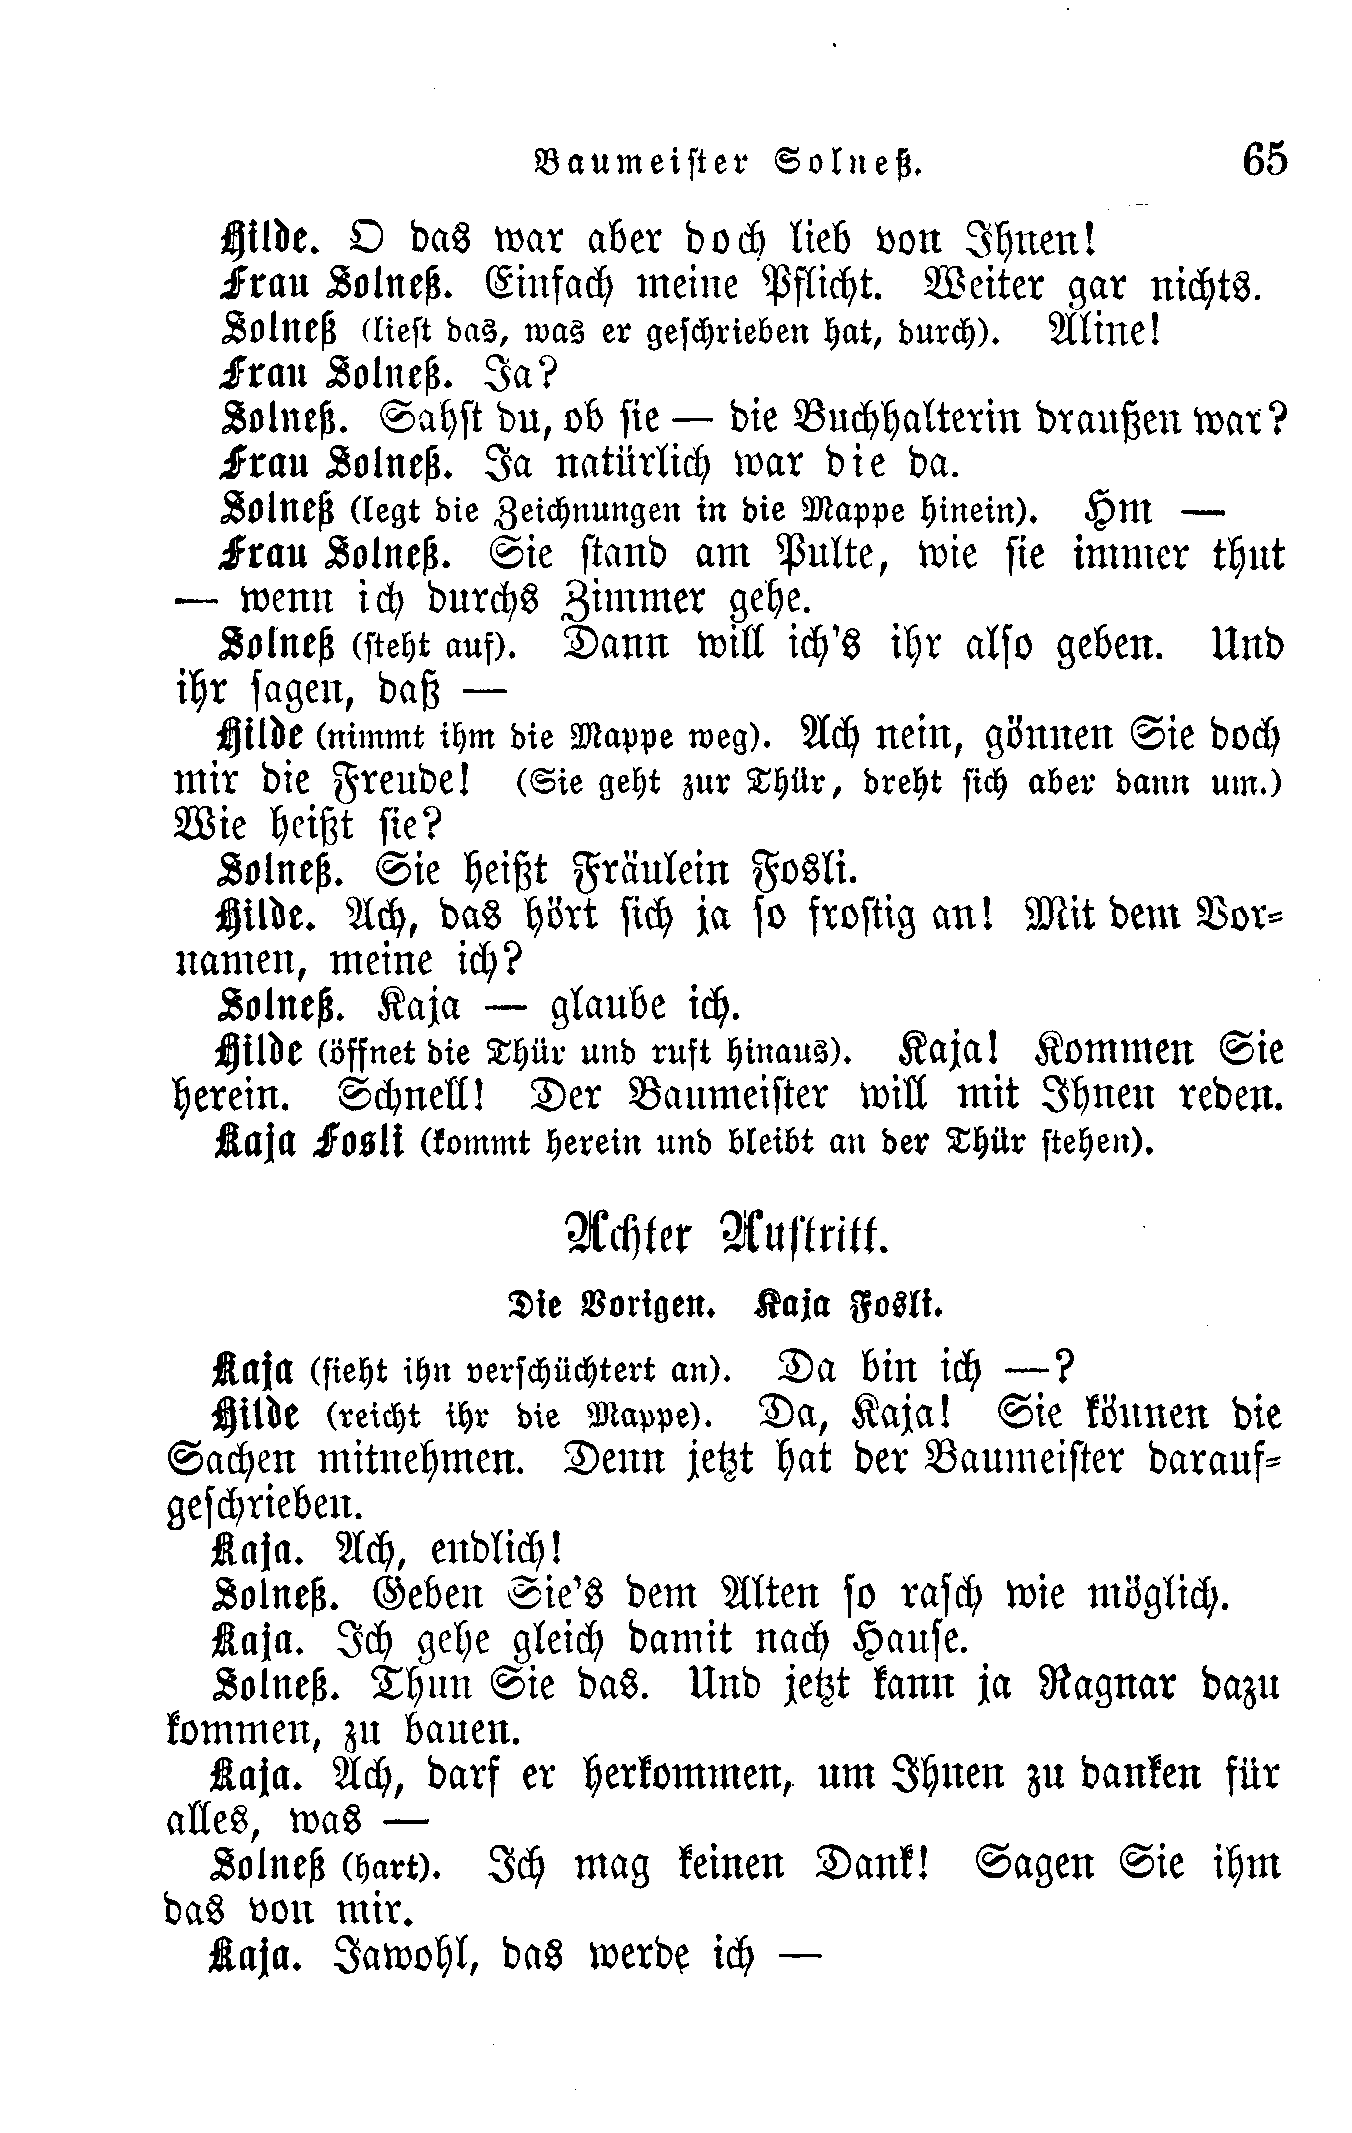 Baumeister Solneß. 65
Hilde. O das war aber doch lieb von Ihnen!
Frau Solneß. Einfach meine Pflicht. Weiter gar nichts.
Solneß (liest das, was er geschrieben hat, durch). Aline!
Frau Solneß. Ja?
Solneß. Sahst du, ob sie — die Buchhalterin draußen war?
Frau Solneß. Ja natürlich war die da.
Solneß (legt die Zeichnungen in die Mappe hinein). Hm —
Frau Solneß. Sie stand am Pulte, wie sie immer thut
— wenn ich durchs Zimmer gehe.
Solneß (steht auf). Dann will ich's ihr also geben. Und
ihr sagen, daß —
Hilde (nimmt ihm die Mappe weg). Ach nein, gönnen Sie doch
mir die Freude! (Sie geht zur Thür, dreht sich aber dann um.)
Wie heißt sie?
Solneß. Sie heißt Fräulein Fosli.
Hilde. Ach, das hört sich ja so frostig an! Mit dem Vor-
namen, meine ich?
Solneß. Kaja — glaube ich.
Hilde (öffnet die Thür und ruft hinaus). Kaja! Kommen Sie
herein. Schnell! Der Baumeister will mit Ihnen reden.
Kaja Fosli (kommt herein und bleibt an der Thür stehen).
Achter Auftritt.
Die Vorigen. Kaja Fosli.
Kaja (sieht ihn verschüchtert an). Da bin ich —?
Hilde (reicht ihr die Mappe). Da, Kaja! Sie können die
Sachen mitnehmen. Denn jetzt hat der Baumeister darauf-
geschrieben.
Kaja. Ach, endlich!
Solneß. Geben Sie's dem Alten so rasch wie möglich.
Kaja. Ich gehe gleich damit nach Hause.
Solneß. Thun Sie das. Und jetzt kann ja Ragnar dazu
kommen, zu bauen.
Kaja. Ach, darf er herkommen, um Ihnen zu danken für
alles, was —
Solneß (hart). Ich mag keinen Dank! Sagen Sie ihm
das von mir.
Kaja. Jawohl, das werde ich —